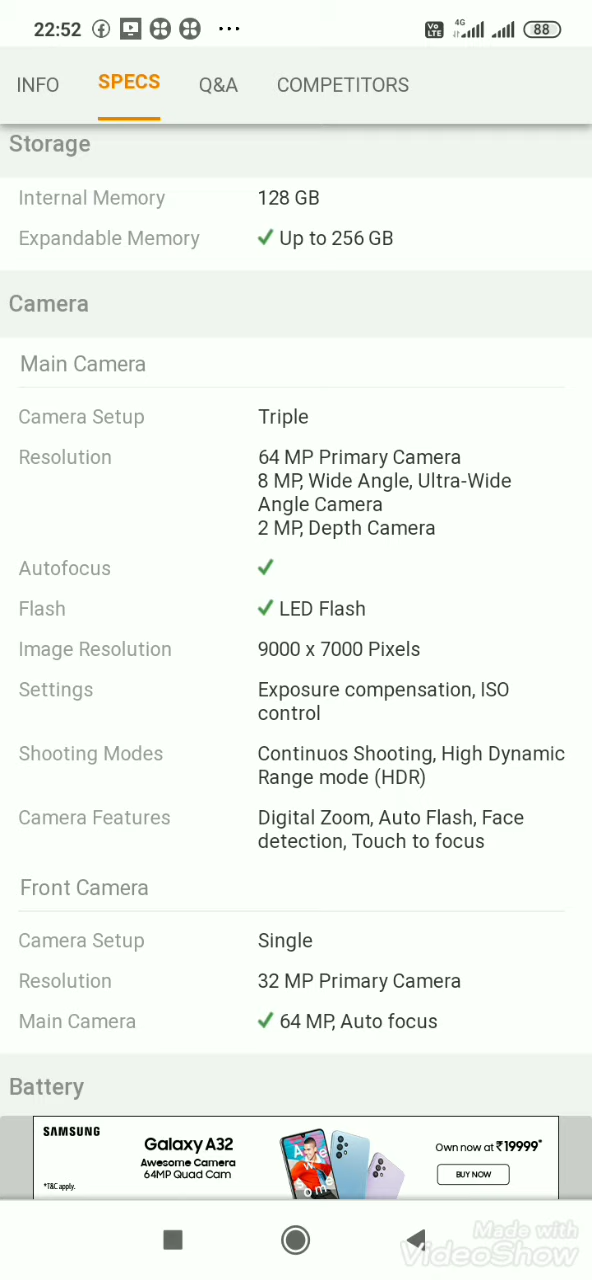 22:52 ... Vo LTE 4G 88
INFO SPECS Q&A COMPETITORS
Storage
Internal Memory 128 GB
Expandable Memory ✓ Up to 256 GB
Camera
Main Camera
Camera Setup Triple
Resolution 64 MP Primary Camera
8 MP, Wide Angle, Ultra-Wide
Angle Camera
2 MP, Depth Camera
Autofocus ✓
Flash ✓ LED Flash
Image Resolution 9000 x 7000 Pixels
Settings Exposure compensation, ISO
control
Shooting Modes Continuos Shooting, High Dynamic
Range mode (HDR)
Camera Features Digital Zoom, Auto Flash, Face
detection, Touch to focus
Front Camera
Camera Setup Single
Resolution 32 MP Primary Camera
Main Camera ✓ 64 MP, Auto focus
Battery
SAMSUNG
Galaxy A32
Awesome Camera
64MP Quad Cam
*T&C apply.
Own now at ₹19999*
BUY NOW
Made with
VideoShow